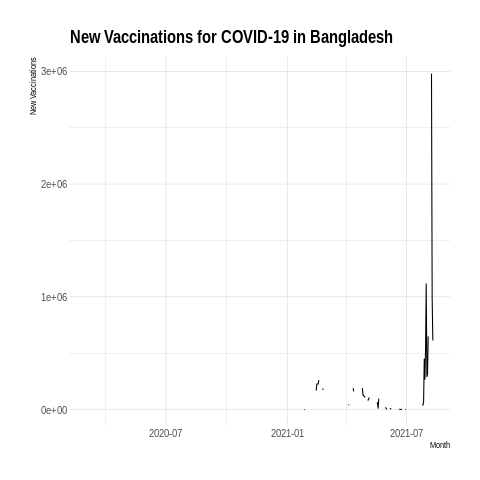 New Vaccinations for COVID-19 in Bangladesh
New Vaccinations
3e+06
2e+06
1e+06
0e+00
2020-07
2021-01
2021-07
Month